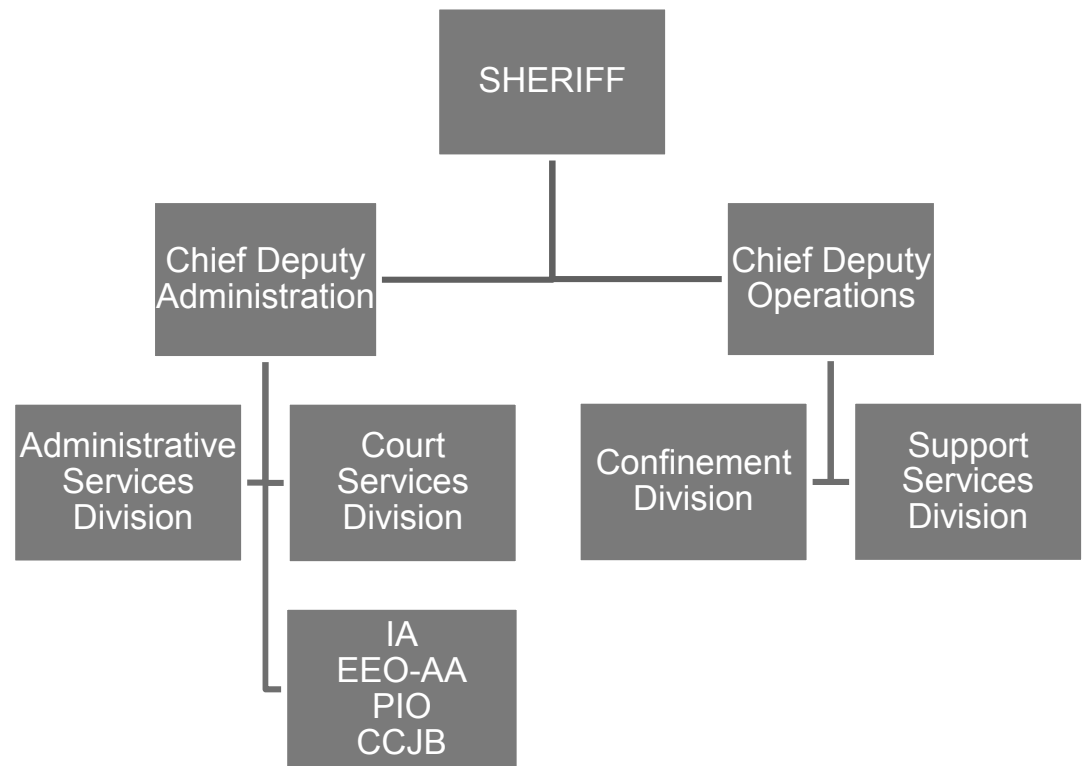 SHERIFF
Chief Deputy
Administration
Chief Deputy
Operations
Administrative
Services
Division
Court
Services
Division
Confinement
Division
Support
Services
Division
IA
EEO-AA
PIO
CCJB